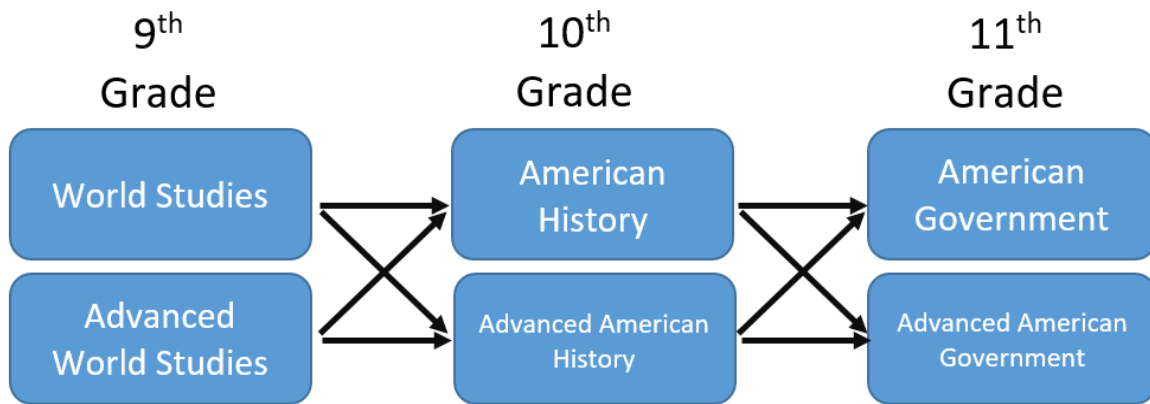 9th
Grade
10th
Grade
11th
Grade
World Studies
American
History
American
Government
Advanced
World Studies
Advanced American
History
Advanced American
Government